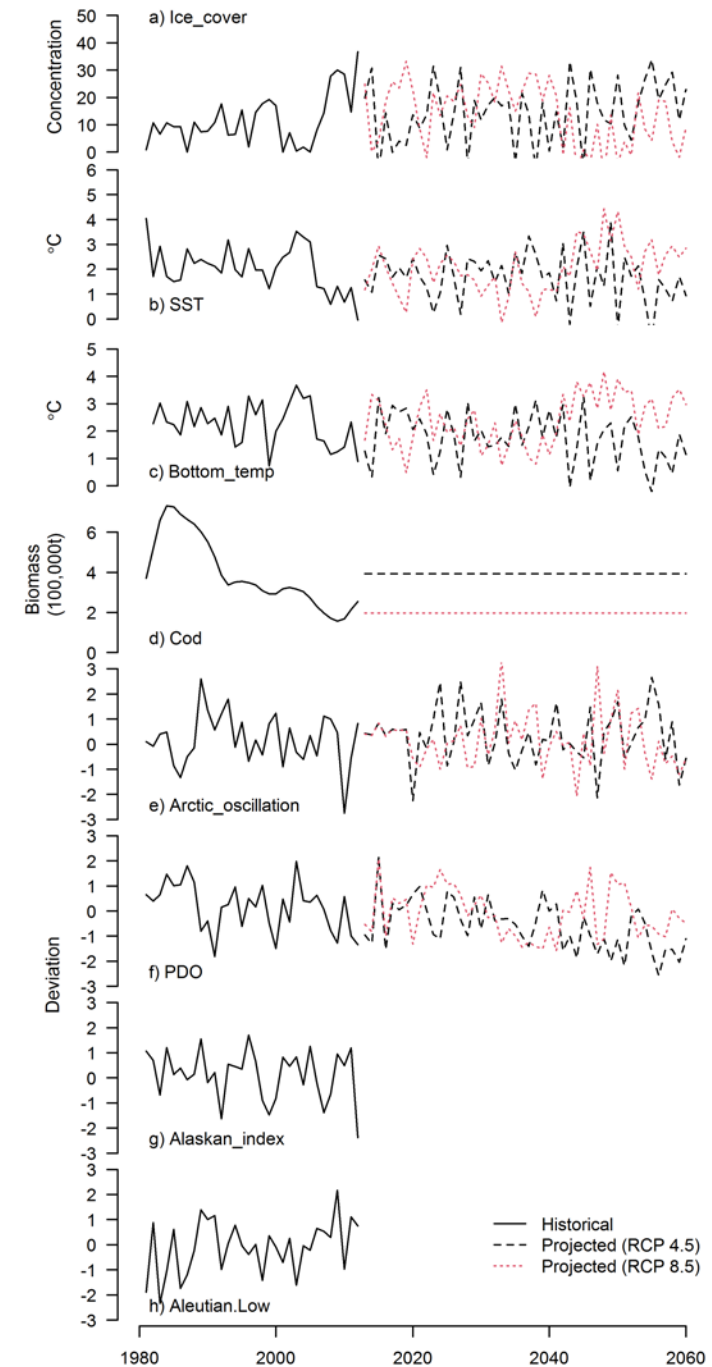 a) Ice_cover
Concentration
50
40
30
20
10
0
°C
6
5
4
3
2
1
0
b) SST
°C
5
4
3
2
1
0
c) Bottom_temp
Biomass
(100,000t)
6
4
2
0
d) Cod
3
2
1
0
-1
-2
-3
e) Arctic_oscillation
Deviation
3
2
1
0
-1
-2
-3
f) PDO
3
2
1
0
-1
-2
-3
g) Alaskan_index
3
2
1
0
-1
-2
-3
h) Aleutian.Low
Historical
Projected (RCP 4.5)
Projected (RCP 8.5)
1980 2000 2020 2040 2060